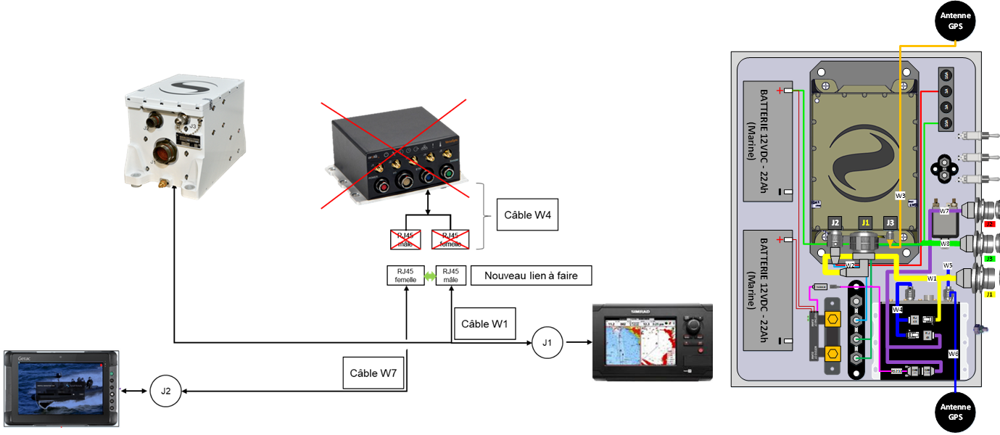 Antenne
GPS
J3
Câble W4
RJ45
mâle
RJ45
femelle
RJ45
femelle
RJ45
mâle
Nouveau lien à faire
Câble W1
J1
SIMRAD
Câble W7
Getac
J2
BATTERIE 12VDC - 22Ah
(Marine)
BATTERIE 12VDC - 22Ah
(Marine)
W3
J2
J1
J3
W7
J2
W8
J3
W2
W5
W1
J1
W4
W6
RS232
Antenne
GPS